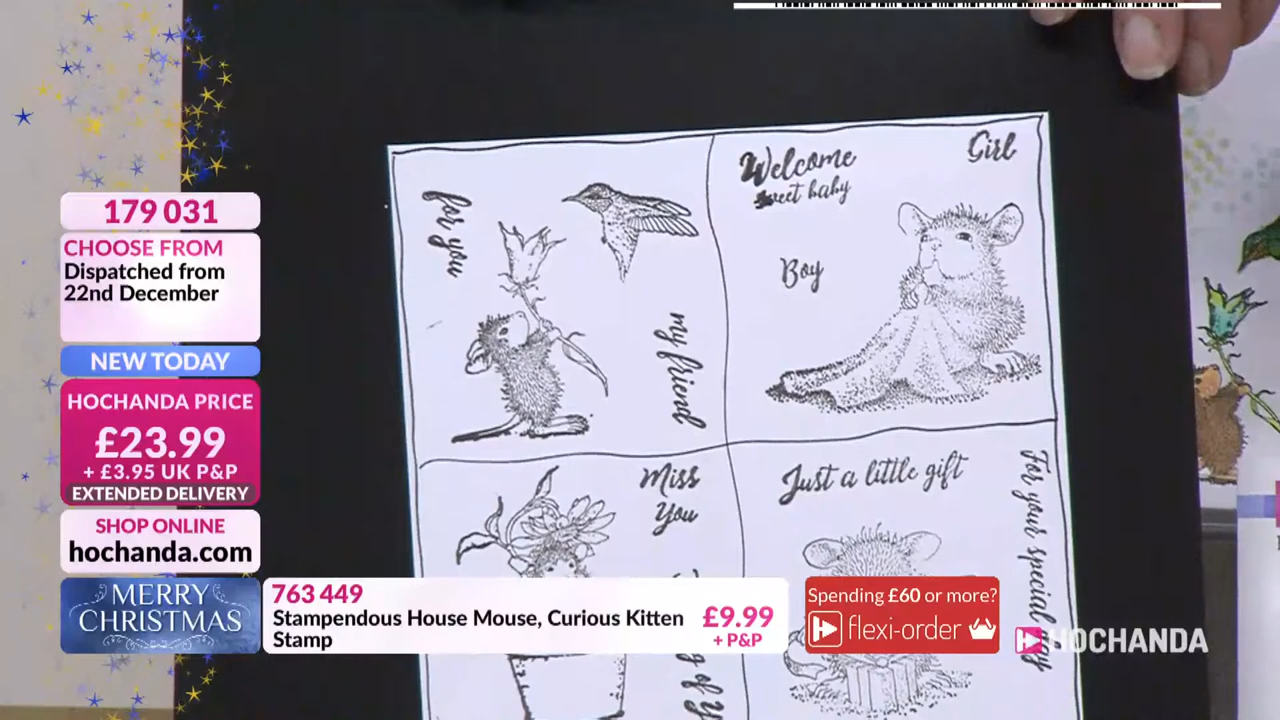 179 031
CHOOSE FROM
Dispatched from
22nd December
NEW TODAY
HOCHANDA PRICE
£23.99
+ £3.95 UK P&P
EXTENDED DELIVERY
SHOP ONLINE
hochanda.com
MERRY
CHRISTMAS
763 449
Stampendous House Mouse, Curious Kitten
Stamp
£9.99
+ P&P
Spending £60 or more?
flexi-order
HOCHANDA
for you
my friend
Welcome
sweet baby
Girl
Boy
Miss
You
Just a little gift
For your special